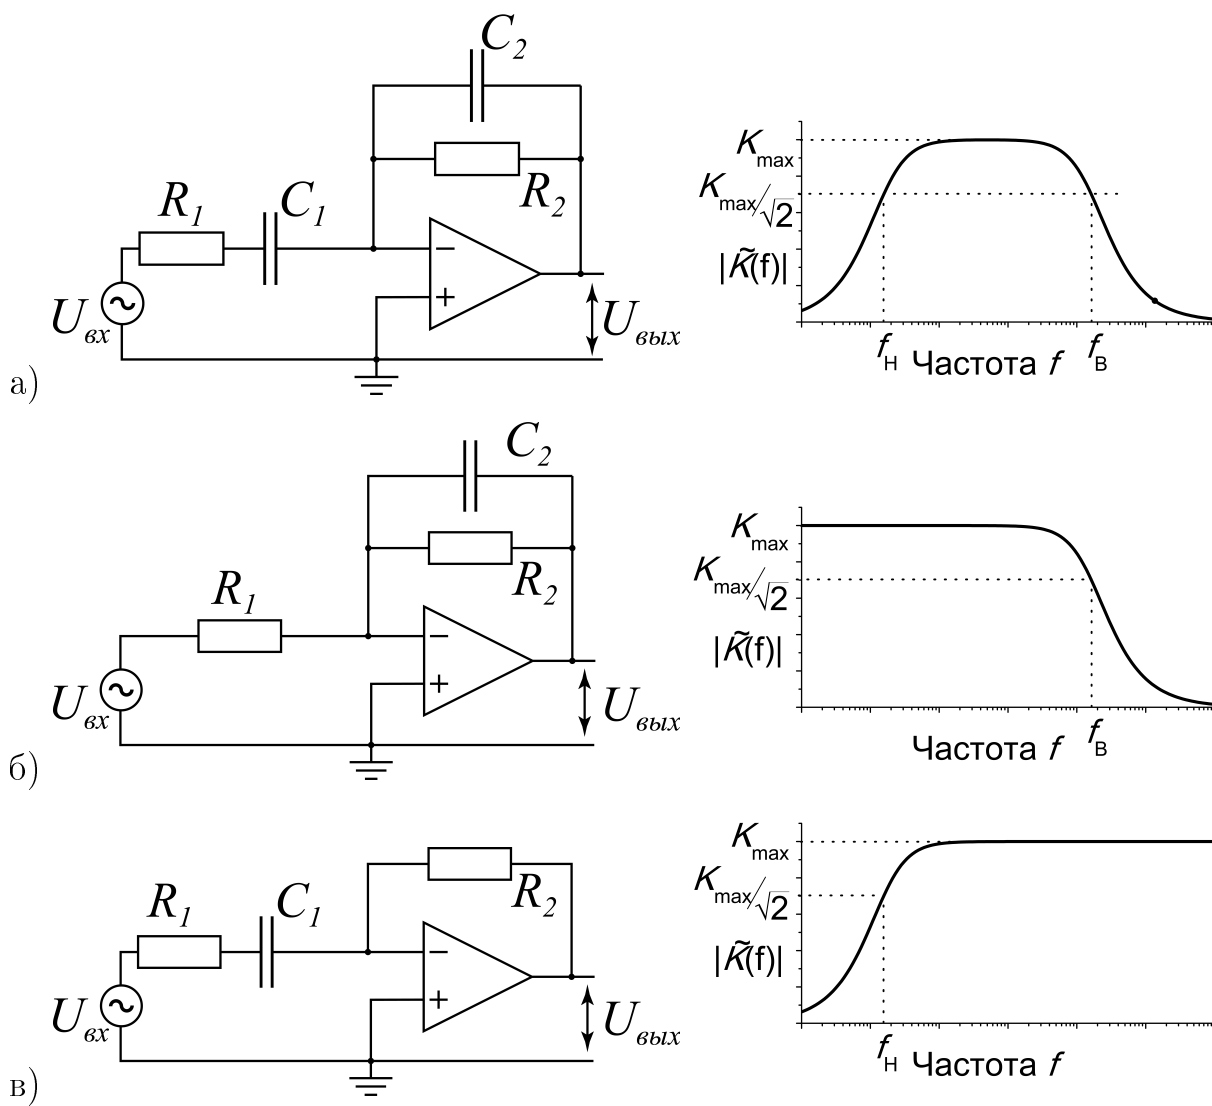 C₂
R₂
R₁
C₁
−
+
Uвх
Uвых
а)
Kmax
Kmax/√2
|K̃(f)|
fН Частота f fВ
C₂
R₂
R₁
−
+
Uвх
Uвых
б)
Kmax
Kmax/√2
|K̃(f)|
Частота f fВ
R₂
R₁
C₁
−
+
Uвх
Uвых
в)
Kmax
Kmax/√2
|K̃(f)|
fН Частота f